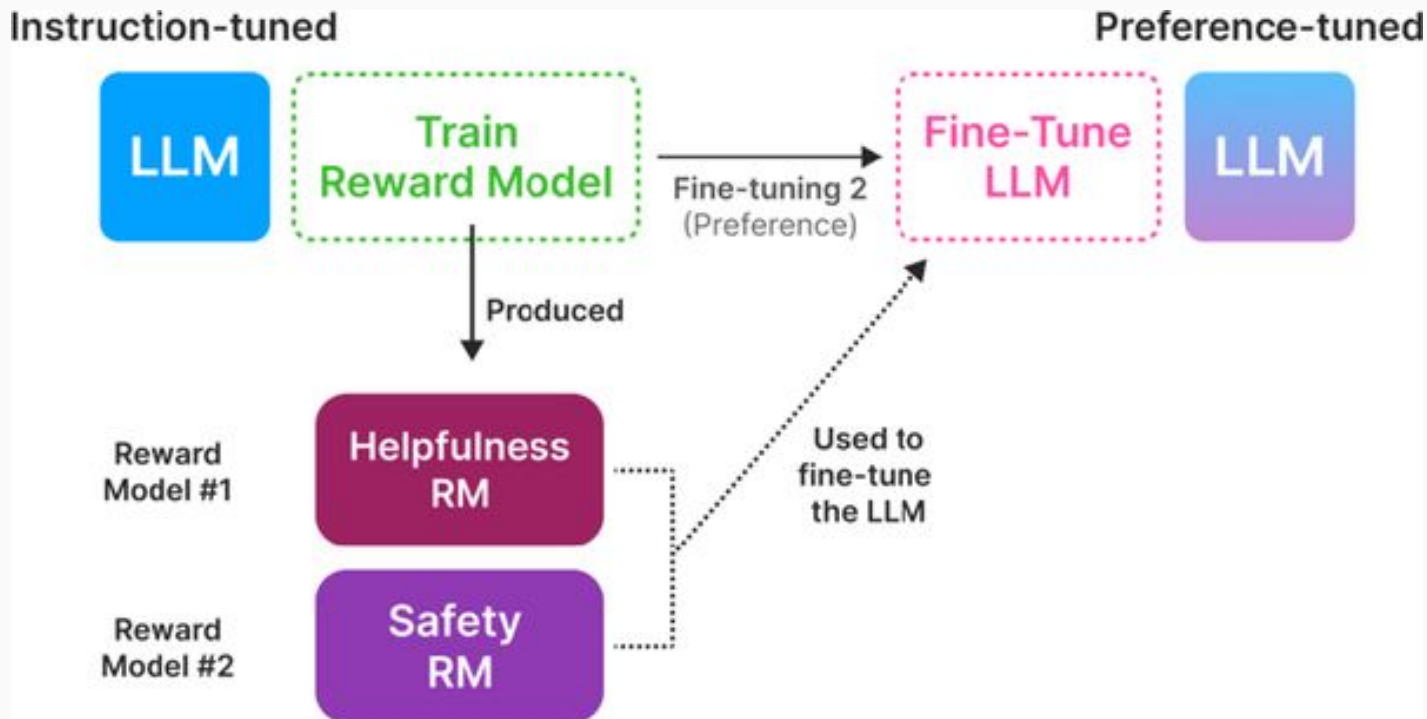 Instruction-tuned
Preference-tuned
LLM
Train
Reward Model
Fine-tuning 2
(Preference)
Fine-Tune
LLM
LLM
Produced
Reward
Model #1
Helpfulness
RM
Used to
fine-tune
the LLM
Reward
Model #2
Safety
RM